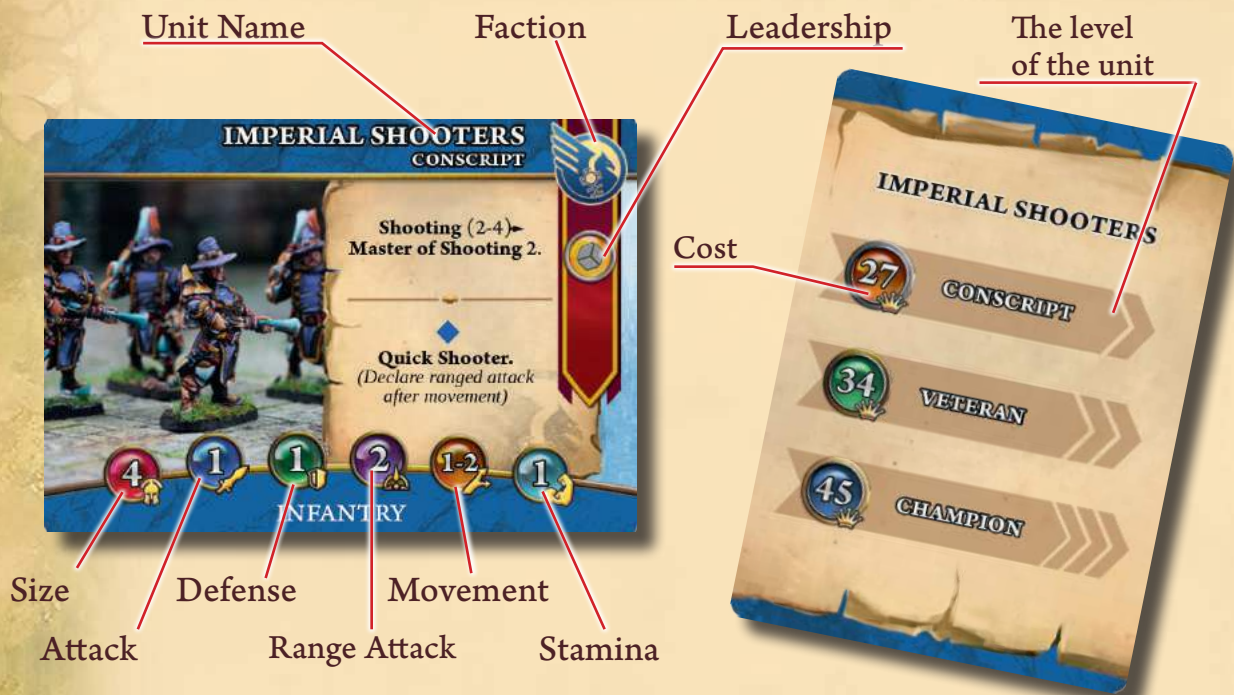 Unit Name
Faction
Leadership
The level
of the unit
IMPERIAL SHOOTERS
CONSCRIPT
Shooting (2-4)➛
Master of Shooting 2.
Quick Shooter.
(Declare ranged attack
after movement)
4
1
1
2
1-2
1
INFANTRY
Size
Defense
Movement
Attack
Range Attack
Stamina
Cost
IMPERIAL SHOOTERS
27 CONSCRIPT
34 VETERAN
45 CHAMPION